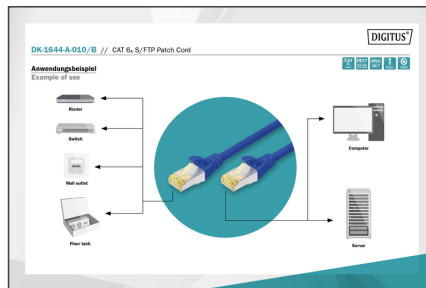 DIGITUS®
DK-1644-A-010/B // CAT 6A S/FTP Patch Cord
Anwendungsbeispiel
Example of use
Router
Switch
Wall outlet
Floor tank
Computer
Server